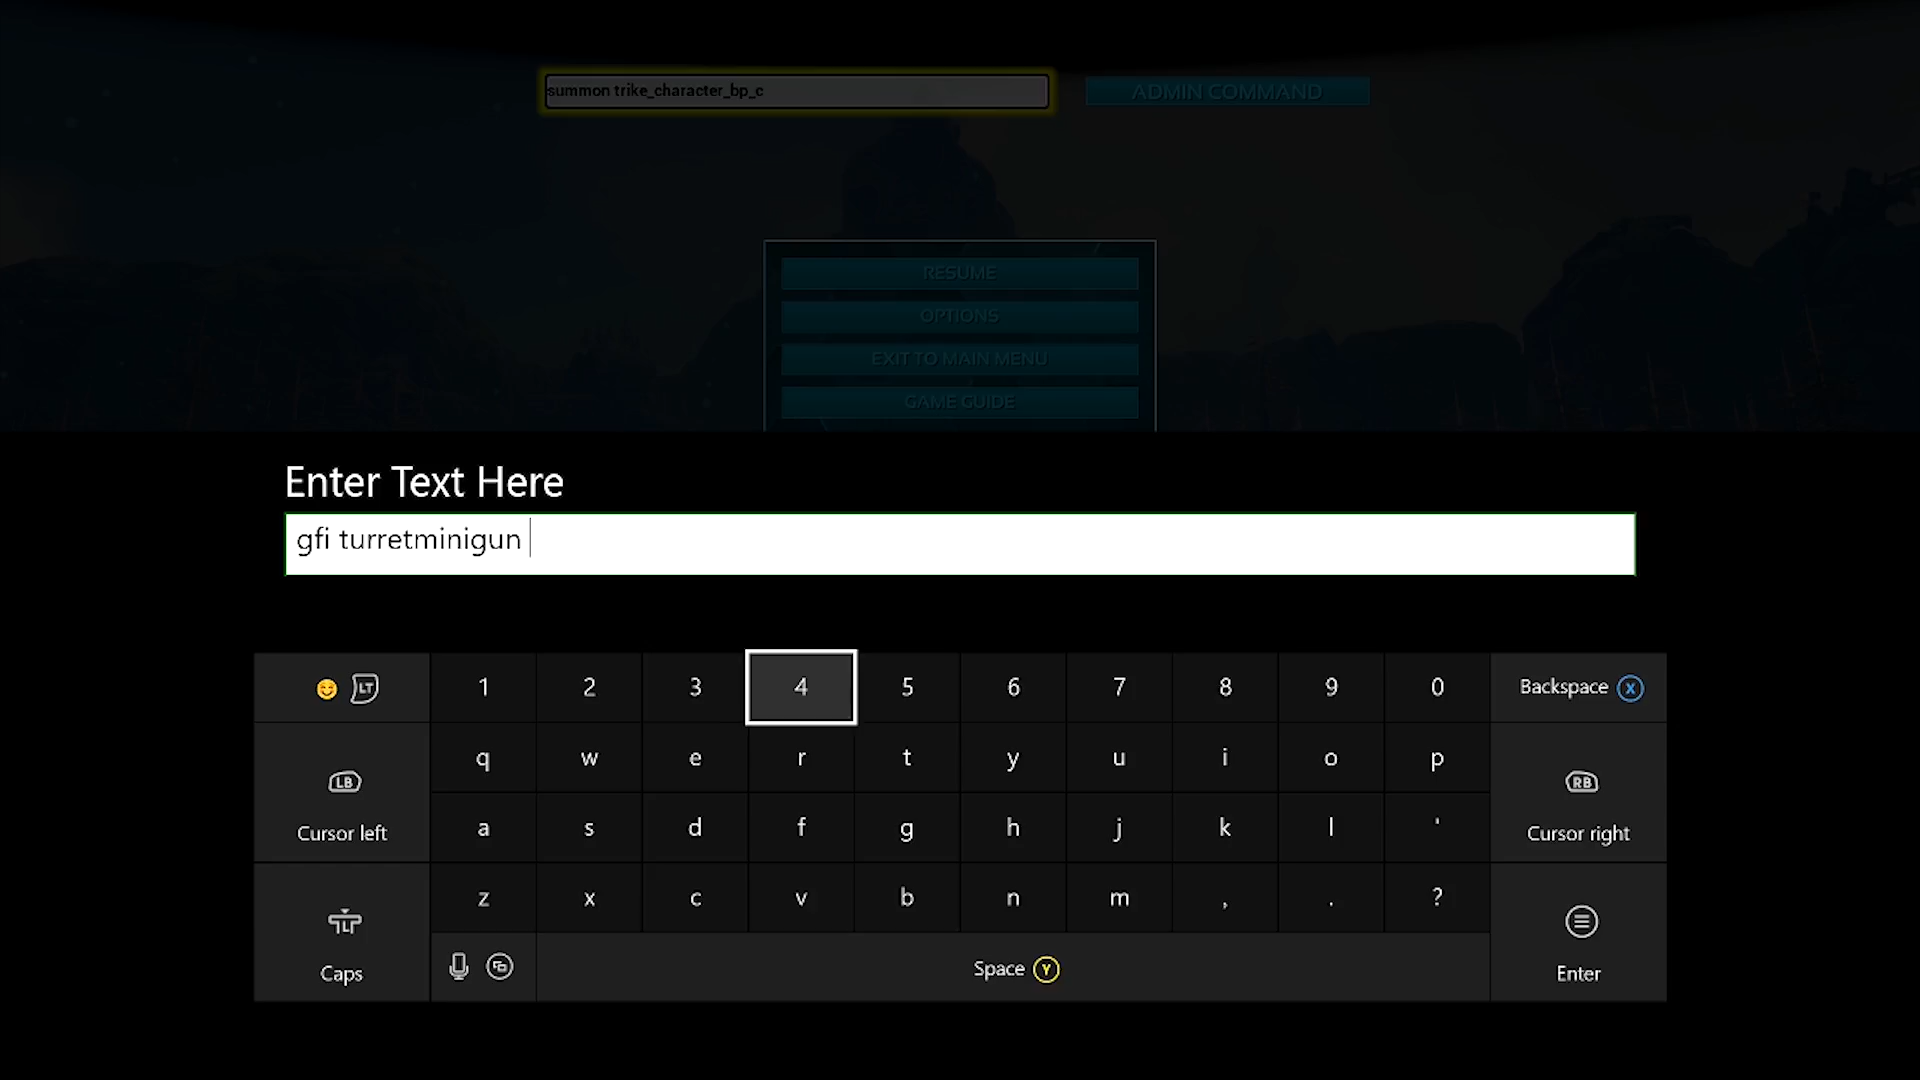 summon trike_character_bp_c
ADMIN COMMAND
RESUME
OPTIONS
EXIT TO MAIN MENU
GAME GUIDE
Enter Text Here
gfi turretminigun
LT 1 2 3 4 5 6 7 8 9 0 Backspace X
q w e r t y u i o p
LB RB
Cursor left a s d f g h j k l ' Cursor right
z x c v b n m , . ?
Caps Space Y Enter